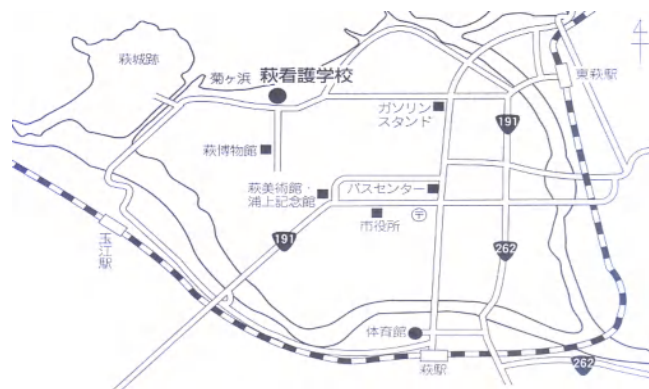 萩城跡
菊ヶ浜
萩看護学校
東萩駅
ガソリン
スタンド
191
萩博物館
萩美術館・
浦上記念館
バスセンター
市役所
〒
191
262
玉江駅
体育館
萩駅
262